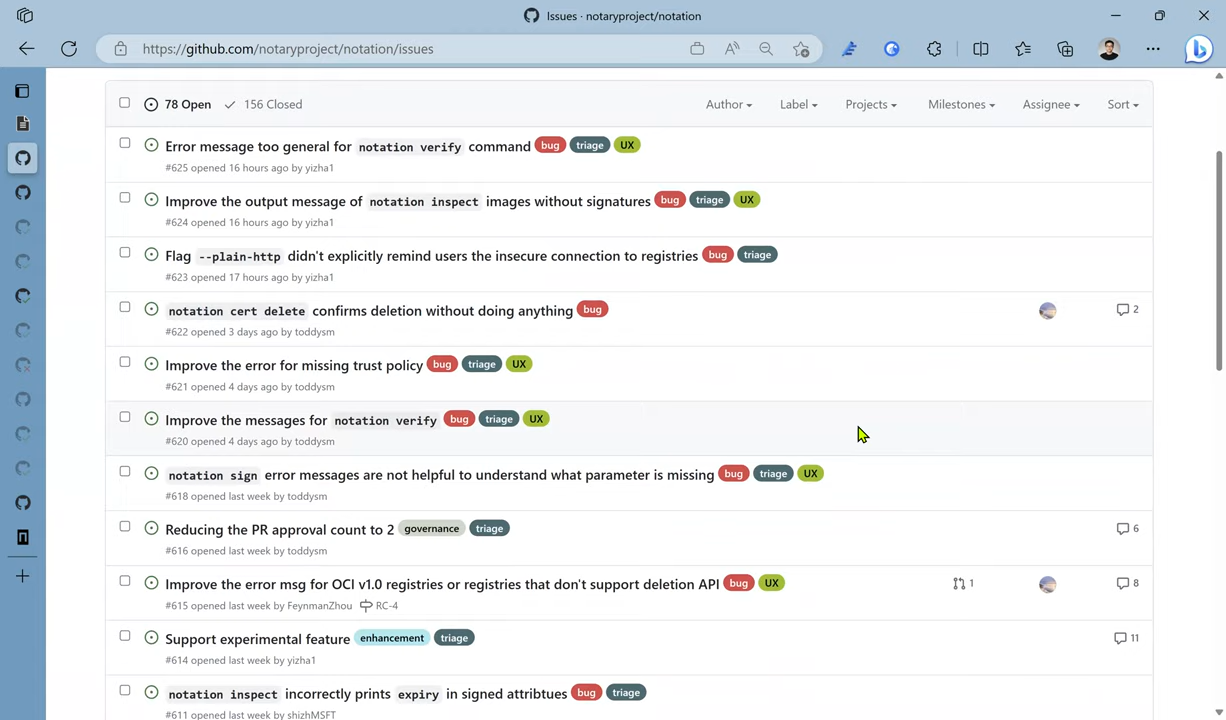 Issues · notaryproject/notation
https://github.com/notaryproject/notation/issues
78 Open 156 Closed Author Label Projects Milestones Assignee Sort
Error message too general for notation verify command bug triage UX
#625 opened 16 hours ago by yizha1
Improve the output message of notation inspect images without signatures bug triage UX
#624 opened 16 hours ago by yizha1
Flag --plain-http didn't explicitly remind users the insecure connection to registries bug triage
#623 opened 17 hours ago by yizha1
notation cert delete confirms deletion without doing anything bug 2
#622 opened 3 days ago by toddysm
Improve the error for missing trust policy bug triage UX
#621 opened 4 days ago by toddysm
Improve the messages for notation verify bug triage UX
#620 opened 4 days ago by toddysm
notation sign error messages are not helpful to understand what parameter is missing bug triage UX
#618 opened last week by toddysm
Reducing the PR approval count to 2 governance triage 6
#616 opened last week by toddysm
Improve the error msg for OCI v1.0 registries or registries that don't support deletion API bug UX 1 8
#615 opened last week by FeynmanZhou RC-4
Support experimental feature enhancement triage 11
#614 opened last week by yizha1
notation inspect incorrectly prints expiry in signed attribtues bug triage
#611 opened last week by shizhMSFT